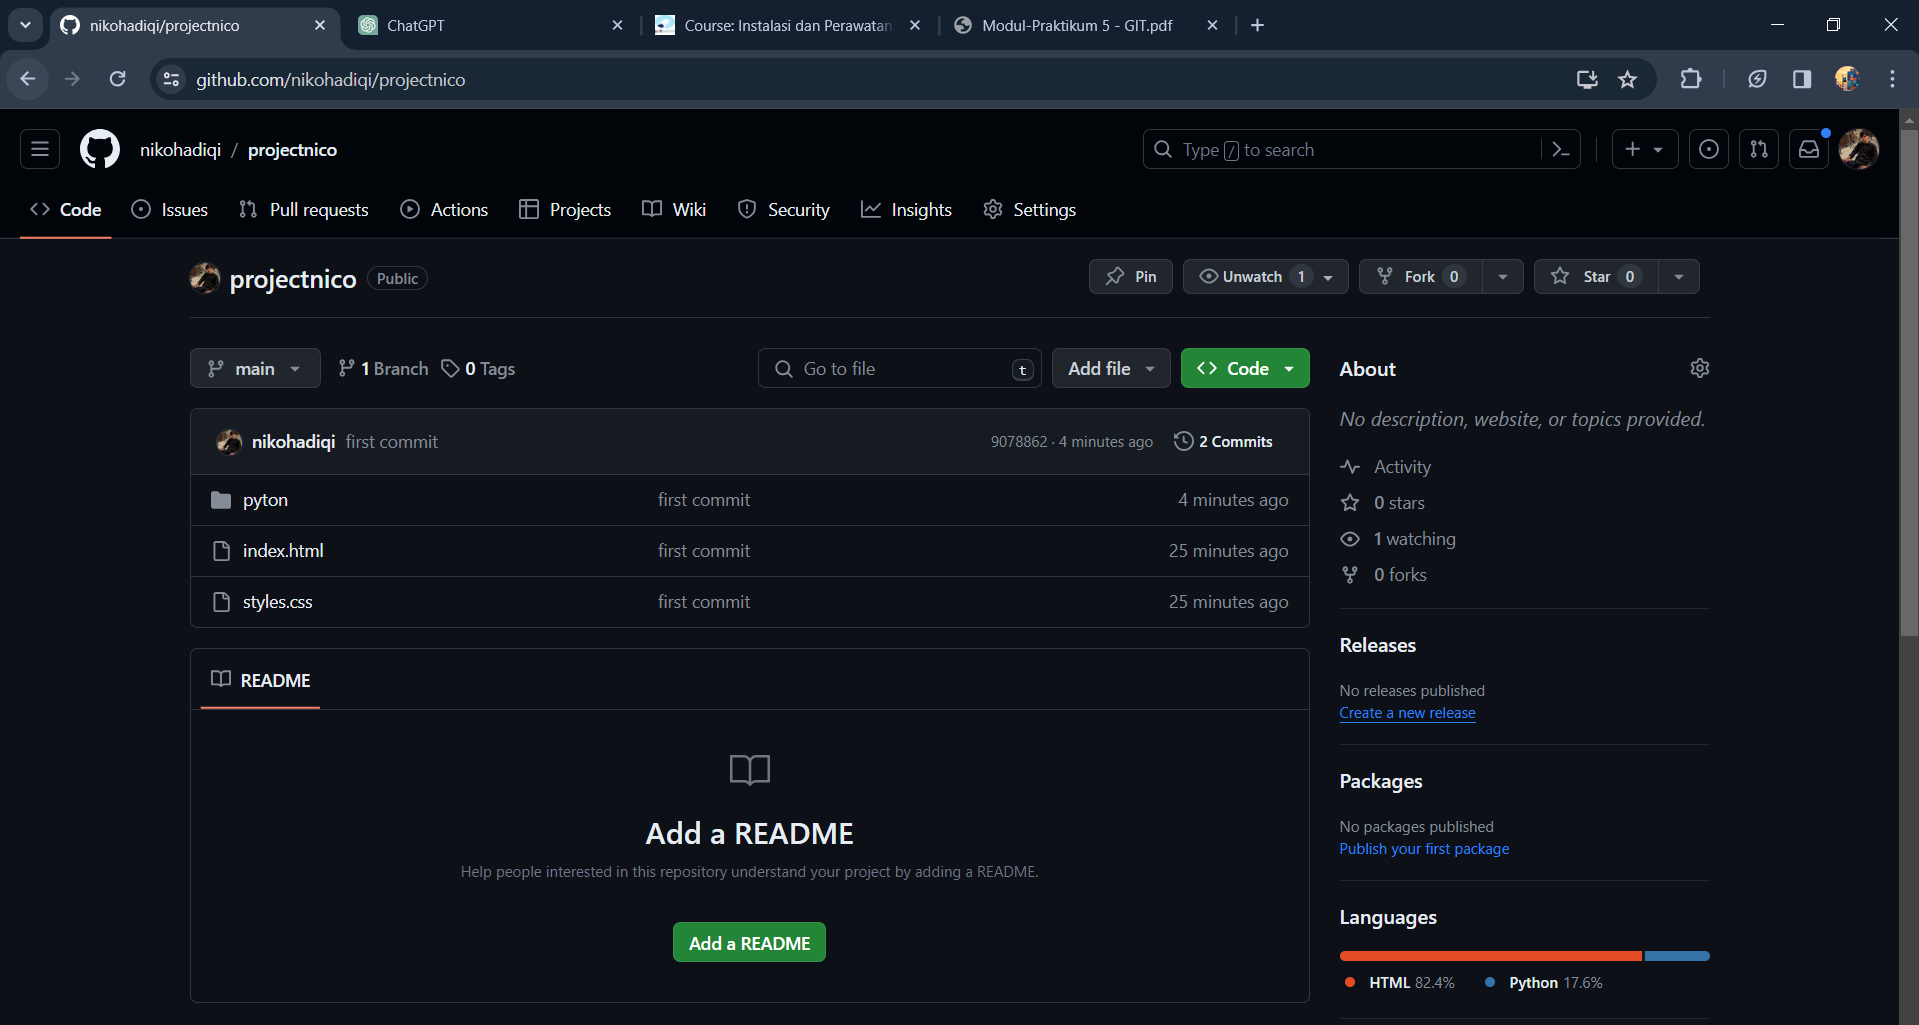 nikohadiqi/projectnico
ChatGPT
Course: Instalasi dan Perawatan
Modul-Praktikum 5 - GIT.pdf
github.com/nikohadiqi/projectnico
nikohadiqi / projectnico
Type / to search
Code
Issues
Pull requests
Actions
Projects
Wiki
Security
Insights
Settings
projectnico Public
Pin
Unwatch 1
Fork 0
Star 0
main
1 Branch
0 Tags
Go to file t
Add file
Code
nikohadiqi first commit 9078862 · 4 minutes ago 2 Commits
pyton first commit 4 minutes ago
index.html first commit 25 minutes ago
styles.css first commit 25 minutes ago
README
Add a README
Help people interested in this repository understand your project by adding a README.
Add a README
About
No description, website, or topics provided.
Activity
0 stars
1 watching
0 forks
Releases
No releases published
Create a new release
Packages
No packages published
Publish your first package
Languages
HTML 82.4% Python 17.6%